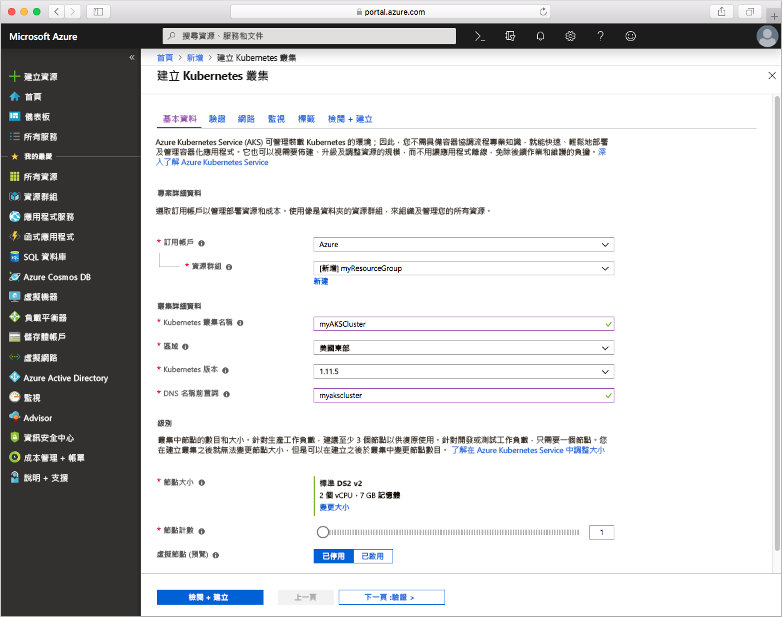 portal.azure.com
Microsoft Azure
搜尋資源、服務和文件
建立資源
首頁
儀表板
所有服務
我的最愛
所有資源
資源群組
應用程式服務
函式應用程式
SQL 資料庫
Azure Cosmos DB
虛擬機器
負載平衡器
儲存體帳戶
虛擬網路
Azure Active Directory
監視
Advisor
資訊安全中心
成本管理 + 帳單
說明 + 支援
首頁 > 新增 > 建立 Kubernetes 叢集
建立 Kubernetes 叢集
基本資料 驗證 網路 監視 標籤 檢閱 + 建立
Azure Kubernetes Service (AKS) 可管理裝載 Kubernetes 的環境；因此，您不需具備容器協調流程專業知識，就能快速、輕鬆地部署
及管理容器化應用程式。它也可以視需要佈建、升級及調整資源的規模，而不用讓應用程式離線，免除後續作業和維護的負擔。深
入了解 Azure Kubernetes Service
專案詳細資料
選取訂用帳戶以管理部署資源和成本。使用像是資料夾的資源群組，來組織及管理您的所有資源。
* 訂用帳戶
Azure
* 資源群組
[新增] myResourceGroup
新建
叢集詳細資料
* Kubernetes 叢集名稱
myAKSCluster
* 區域
美國東部
* Kubernetes 版本
1.11.5
* DNS 名稱前置詞
myakscluster
級別
叢集中節點的數目和大小。針對生產工作負載，建議至少 3 個節點以供復原使用。針對開發或測試工作負載，只需要一個節點。您
在建立叢集之後就無法變更節點大小，但是可以在建立之後於叢集中變更節點數目。 了解在 Azure Kubernetes Service 中調整大小
* 節點大小
標準 DS2 v2
2 個 vCPU，7 GB 記憶體
變更大小
* 節點計數
1
虛擬節點 (預覽)
已停用 已啟用
檢閱 + 建立 上一頁 下一頁 :驗證 >